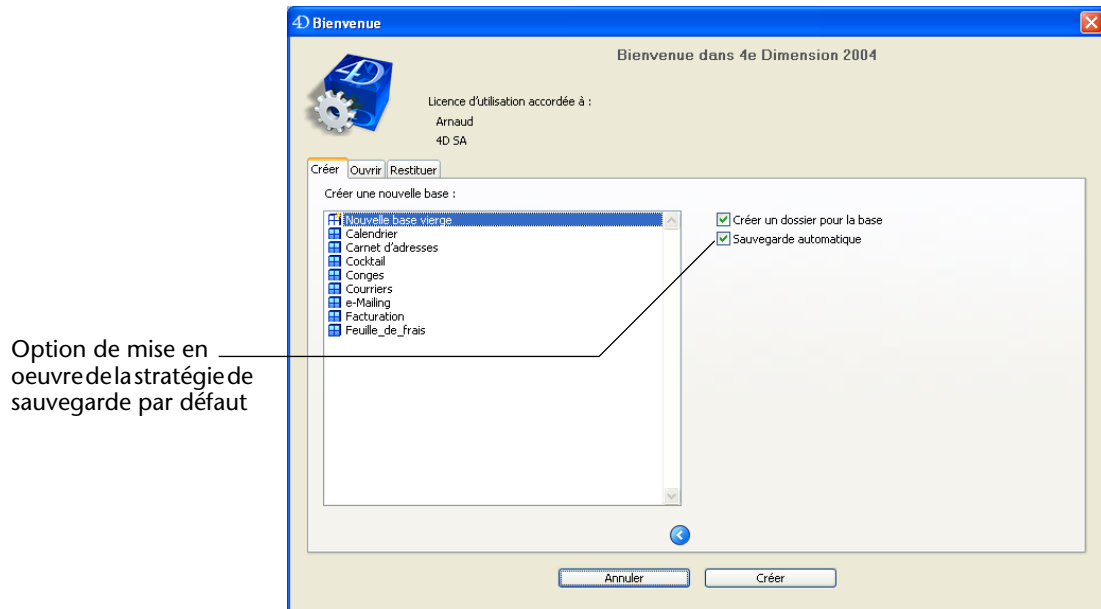 4D Bienvenue
Bienvenue dans 4e Dimension 2004
4D
Licence d'utilisation accordée à :
Arnaud
4D SA
Créer Ouvrir Restituer
Créer une nouvelle base :
Nouvelle base vierge
Calendrier
Carnet d'adresses
Cocktail
Conges
Courriers
e-Mailing
Facturation
Feuille_de_frais
Créer un dossier pour la base
Sauvegarde automatique
Option de mise en
oeuvre de la stratégie de
sauvegarde par défaut
Annuler Créer